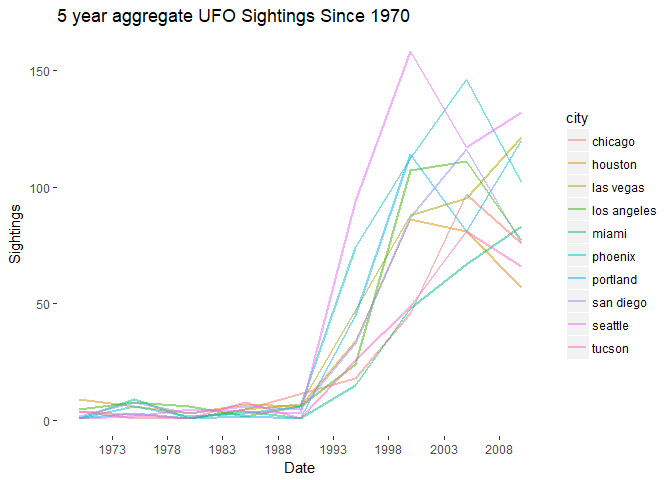 5 year aggregate UFO Sightings Since 1970
150
100
50
0
Sightings
1973 1978 1983 1988 1993 1998 2003 2008
Date
city
chicago
houston
las vegas
los angeles
miami
phoenix
portland
san diego
seattle
tucson